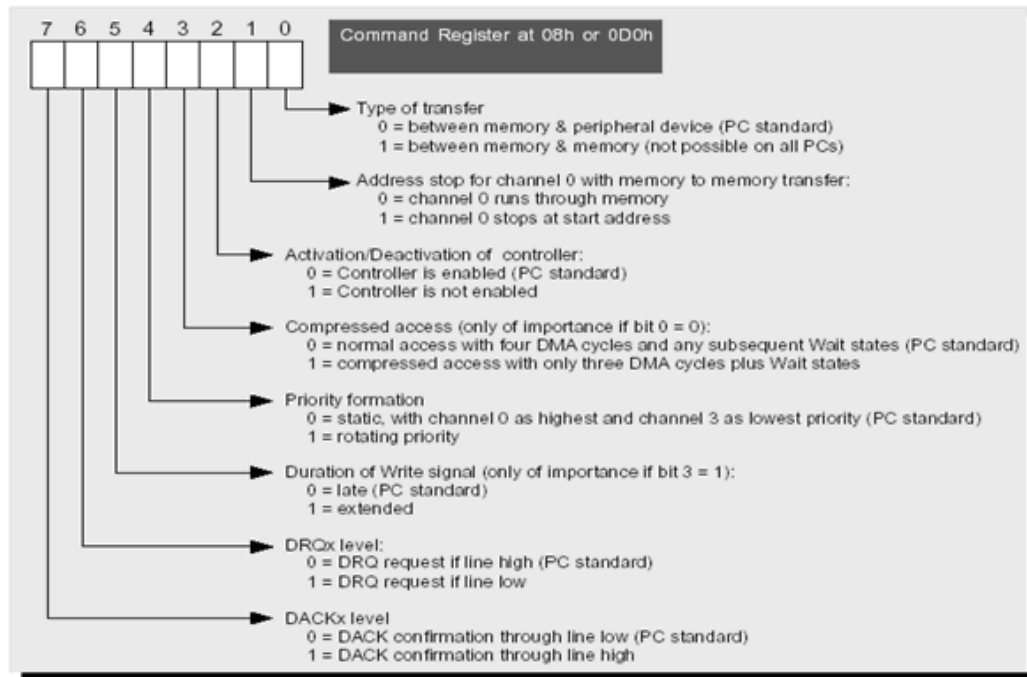 7 6 5 4 3 2 1 0
Command Register at 08h or 0D0h
Type of transfer
0 = between memory & peripheral device (PC standard)
1 = between memory & memory (not possible on all PCs)
Address stop for channel 0 with memory to memory transfer:
0 = channel 0 runs through memory
1 = channel 0 stops at start address
Activation/Deactivation of controller:
0 = Controller is enabled (PC standard)
1 = Controller is not enabled
Compressed access (only of importance if bit 0 = 0):
0 = normal access with four DMA cycles and any subsequent Wait states (PC standard)
1 = compressed access with only three DMA cycles plus Wait states
Priority formation
0 = static, with channel 0 as highest and channel 3 as lowest priority (PC standard)
1 = rotating priority
Duration of Write signal (only of importance if bit 3 = 1):
0 = late (PC standard)
1 = extended
DRQx level:
0 = DRQ request if line high (PC standard)
1 = DRQ request if line low
DACKx level
0 = DACK confirmation through line low (PC standard)
1 = DACK confirmation through line high